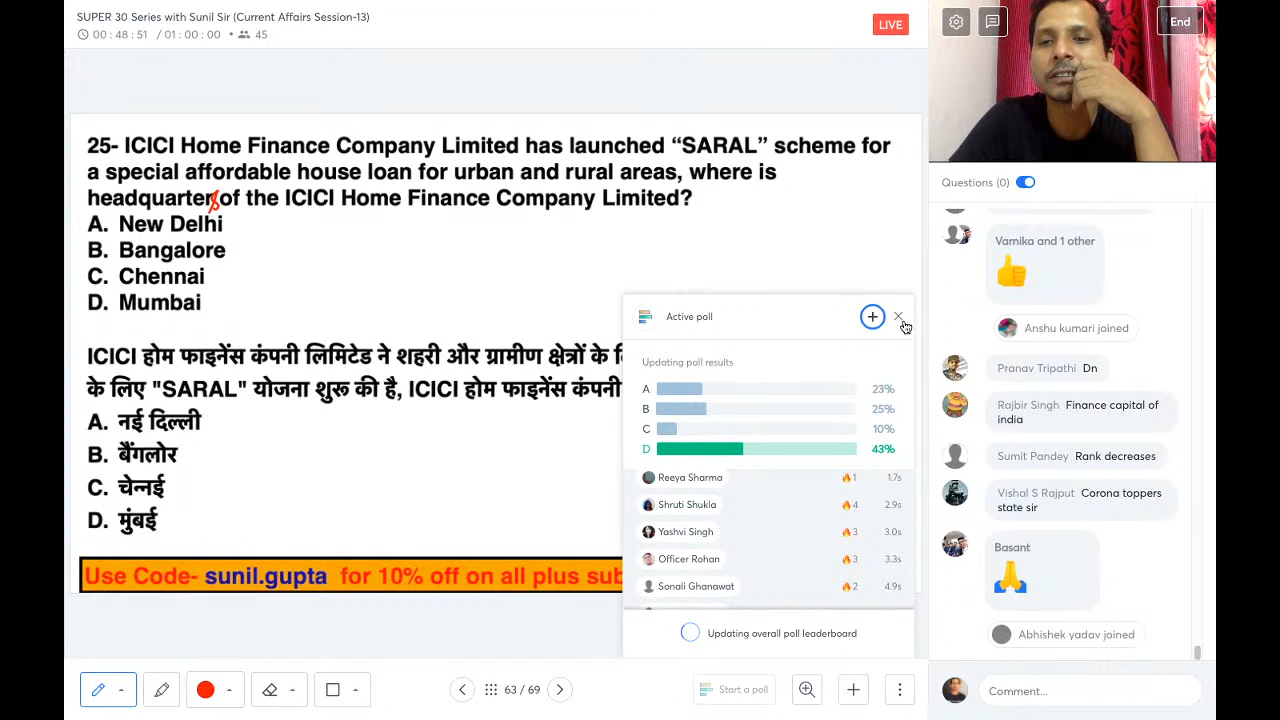 SUPER 30 Series with Sunil Sir (Current Affairs Session-13)
00 : 48 : 51 / 01 : 00 : 00 • 45
LIVE
End
25- ICICI Home Finance Company Limited has launched “SARAL” scheme for
a special affordable house loan for urban and rural areas, where is
headquarters of the ICICI Home Finance Company Limited?
A. New Delhi
B. Bangalore
C. Chennai
D. Mumbai
ICICI होम फाइनेंस कंपनी लिमिटेड ने शहरी और ग्रामीण क्षेत्रों के
के लिए "SARAL" योजना शुरू की है, ICICI होम फाइनेंस कंपनी
A. नई दिल्ली
B. बैंगलोर
C. चेन्नई
D. मुंबई
Use Code- sunil.gupta for 10% off on all plus
Active poll
Updating poll results
A 23%
B 25%
C 10%
D 43%
Reeya Sharma 1 1.7s
Shruti Shukla 4 2.9s
Yashvi Singh 3 3.0s
Officer Rohan 3 3.3s
Sonali Ghanawat 2 4.9s
Updating overall poll leaderboard
63 / 69
Start a poll
Questions (0)
Varnika and 1 other
Anshu kumari joined
Pranav Tripathi Dn
Rajbir Singh Finance capital of
india
Sumit Pandey Rank decreases
Vishal S Rajput Corona toppers
state sir
Basant
Abhishek yadav joined
Comment...